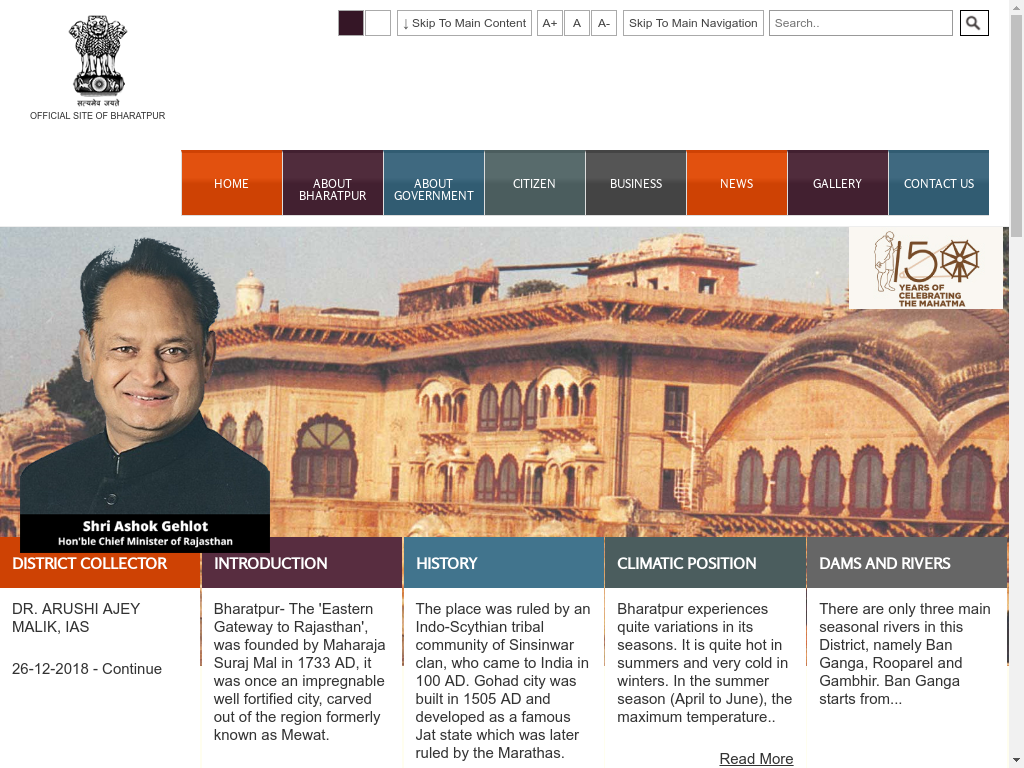 सत्यमेव जयते
OFFICIAL SITE OF BHARATPUR
↓ Skip To Main Content
A+
A
A-
Skip To Main Navigation
Search..
HOME
ABOUT
BHARATPUR
ABOUT
GOVERNMENT
CITIZEN
BUSINESS
NEWS
GALLERY
CONTACT US
150
YEARS OF
CELEBRATING
THE MAHATMA
Shri Ashok Gehlot
Hon'ble Chief Minister of Rajasthan
DISTRICT COLLECTOR
DR. ARUSHI AJEY
MALIK, IAS
26-12-2018 - Continue
INTRODUCTION
Bharatpur- The 'Eastern
Gateway to Rajasthan',
was founded by Maharaja
Suraj Mal in 1733 AD, it
was once an impregnable
well fortified city, carved
out of the region formerly
known as Mewat.
HISTORY
The place was ruled by an
Indo-Scythian tribal
community of Sinsinwar
clan, who came to India in
100 AD. Gohad city was
built in 1505 AD and
developed as a famous
Jat state which was later
ruled by the Marathas.
CLIMATIC POSITION
Bharatpur experiences
quite variations in its
seasons. It is quite hot in
summers and very cold in
winters. In the summer
season (April to June), the
maximum temperature..
Read More
DAMS AND RIVERS
There are only three main
seasonal rivers in this
District, namely Ban
Ganga, Rooparel and
Gambhir. Ban Ganga
starts from...